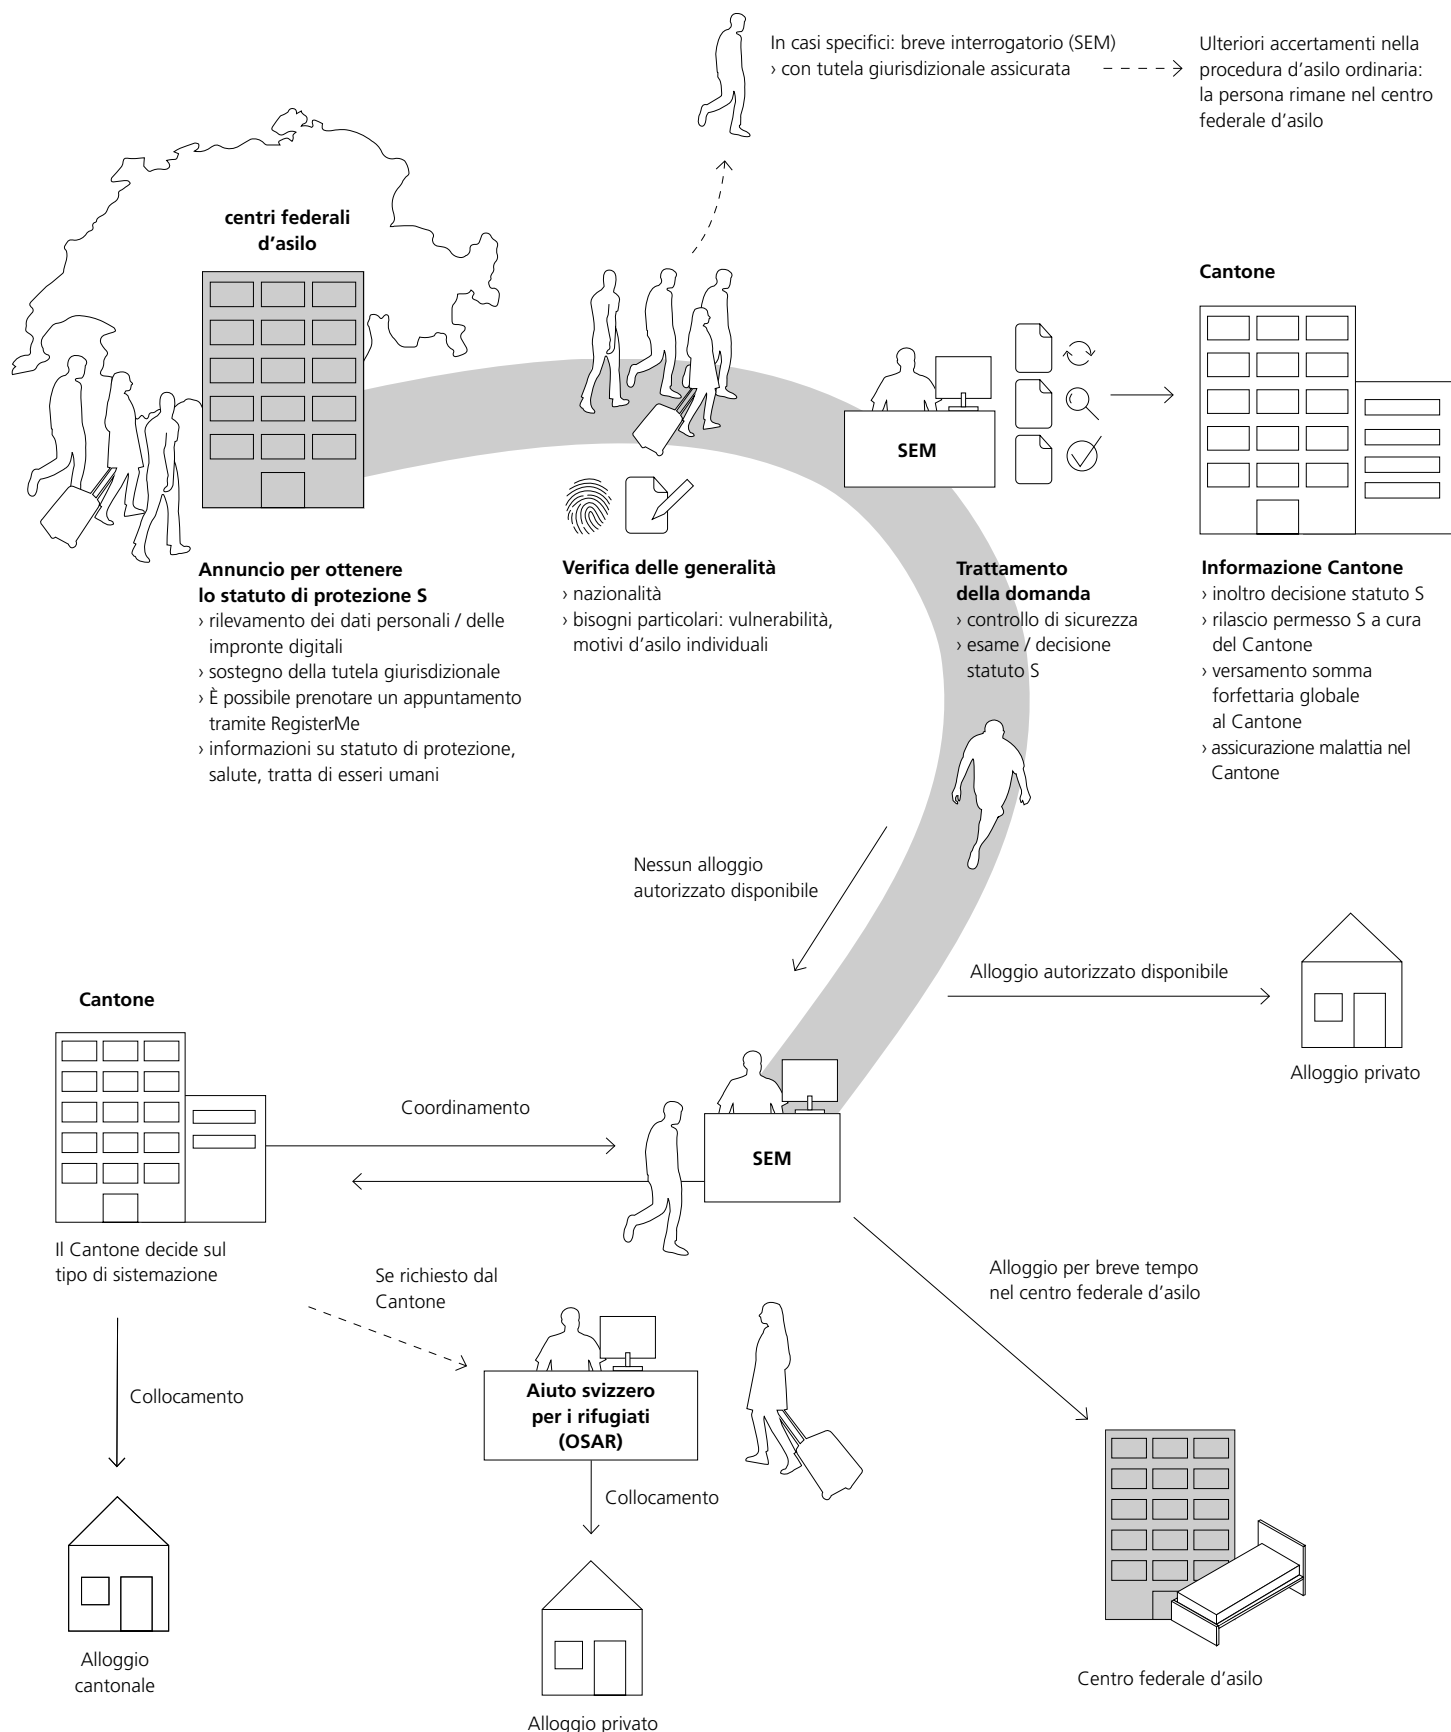 In casi specifici: breve interrogatorio (SEM)
› con tutela giurisdizionale assicurata
Ulteriori accertamenti nella
procedura d'asilo ordinaria:
la persona rimane nel centro
federale d'asilo
centri federali
d'asilo
Cantone
SEM
Annuncio per ottenere
lo statuto di protezione S
› rilevamento dei dati personali / delle
impronte digitali
› sostegno della tutela giurisdizionale
› È possibile prenotare un appuntamento
tramite RegisterMe
› informazioni su statuto di protezione,
salute, tratta di esseri umani
Verifica delle generalità
› nazionalità
› bisogni particolari: vulnerabilità,
motivi d'asilo individuali
Trattamento
della domanda
› controllo di sicurezza
› esame / decisione
statuto S
Informazione Cantone
› inoltro decisione statuto S
› rilascio permesso S a cura
del Cantone
› versamento somma
forfettaria globale
al Cantone
› assicurazione malattia nel
Cantone
Nessun alloggio
autorizzato disponibile
Alloggio autorizzato disponibile
Alloggio privato
Cantone
Coordinamento
SEM
Il Cantone decide sul
tipo di sistemazione
Se richiesto dal
Cantone
Alloggio per breve tempo
nel centro federale d'asilo
Collocamento
Aiuto svizzero
per i rifugiati
(OSAR)
Collocamento
Alloggio
cantonale
Alloggio privato
Centro federale d'asilo